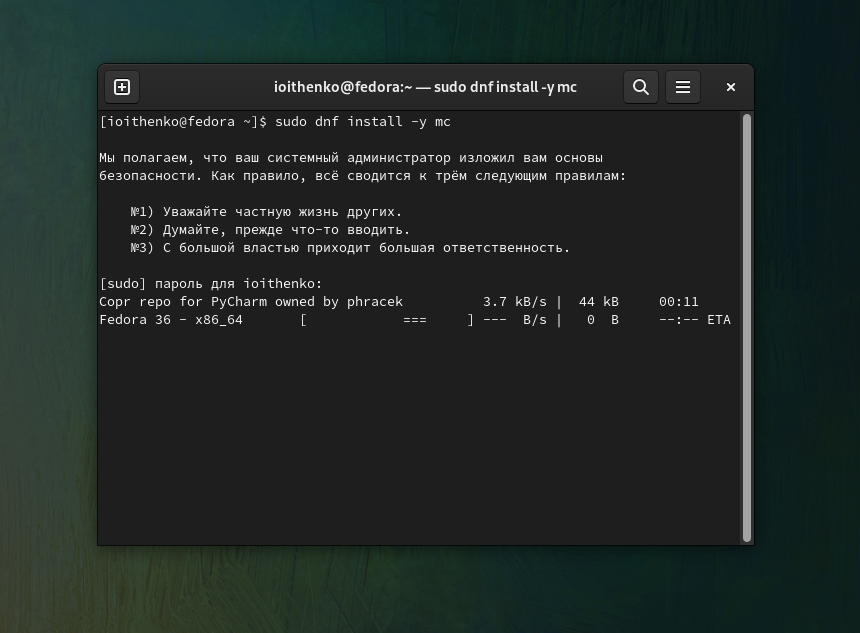 ioithenko@fedora:~ — sudo dnf install -y mc
[ioithenko@fedora ~]$ sudo dnf install -y mc
Мы полагаем, что ваш системный администратор изложил вам основы
безопасности. Как правило, всё сводится к трём следующим правилам:
№1) Уважайте частную жизнь других.
№2) Думайте, прежде что-то вводить.
№3) С большой властью приходит большая ответственность.
[sudo] пароль для ioithenko:
Copr repo for PyCharm owned by phracek          3.7 kB/s |  44 kB     00:11
Fedora 36 - x86_64       [            ===     ] ---  B/s |   0  B     --:-- ETA